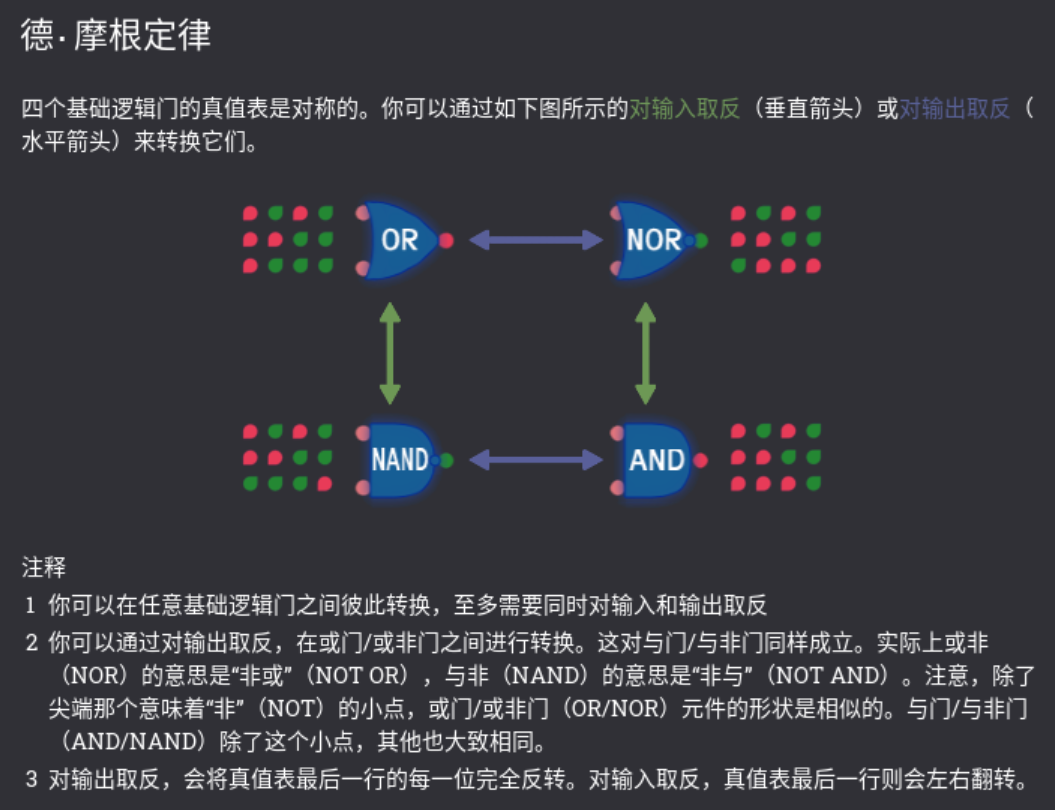 德·摩根定律
四个基础逻辑门的真值表是对称的。你可以通过如下图所示的对输入取反（垂直箭头）或对输出取反（
水平箭头）来转换它们。
OR
NOR
NAND
AND
注释
1 你可以在任意基础逻辑门之间彼此转换，至多需要同时对输入和输出取反
2 你可以通过对输出取反，在或门/或非门之间进行转换。这对与门/与非门同样成立。实际上或非
（NOR）的意思是“非或”（NOT OR），与非（NAND）的意思是“非与”（NOT AND）。注意，除了
尖端那个意味着“非”（NOT）的小点，或门/或非门（OR/NOR）元件的形状是相似的。与门/与非门
（AND/NAND）除了这个小点，其他也大致相同。
3 对输出取反，会将真值表最后一行的每一位完全反转。对输入取反，真值表最后一行则会左右翻转。